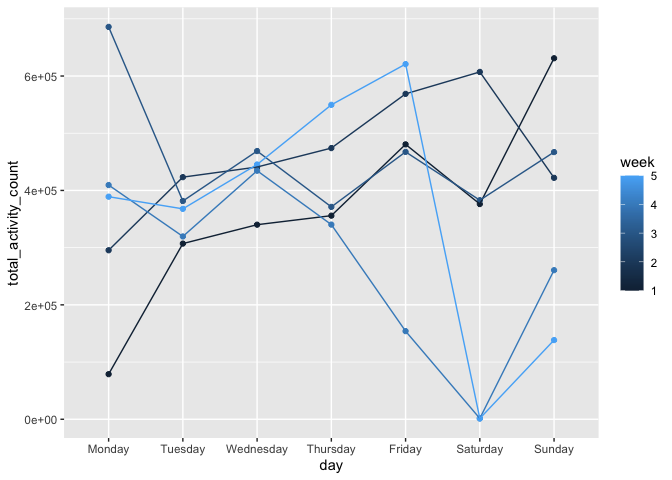 6e+05
4e+05
2e+05
0e+00
total_activity_count
Monday Tuesday Wednesday Thursday Friday Saturday Sunday
day
week
5
4
3
2
1